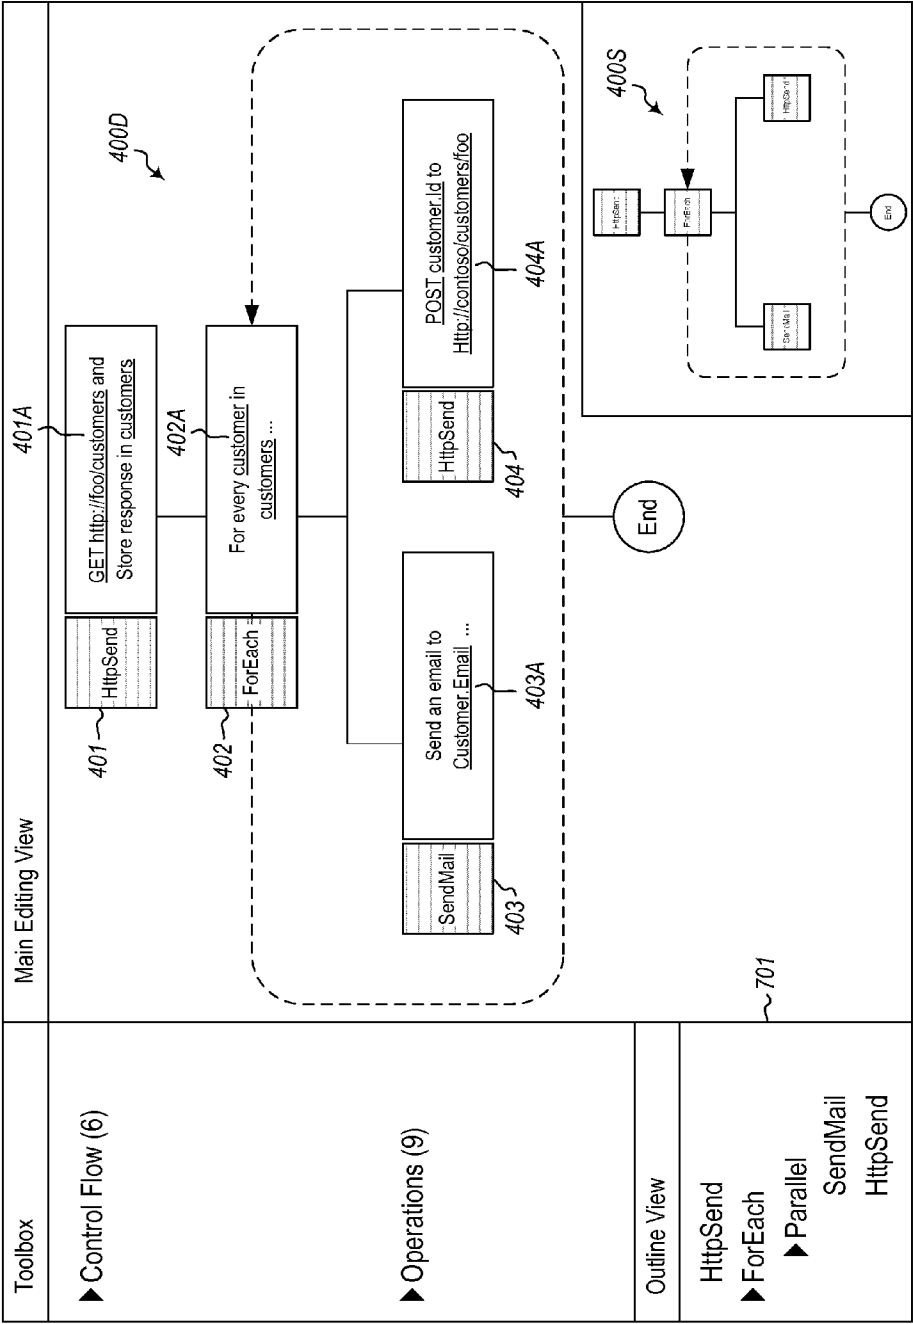 Toolbox
Main Editing View
▶Control Flow (6)
▶Operations (9)
Outline View
HttpSend
▶ForEach
▶Parallel
SendMail
HttpSend
701
400D
401
HttpSend
GET http://foo/customers and
Store response in customers
401A
402
ForEach
For every customer in
customers ...
402A
403
SendMail
Send an email to
Customer.Email ...
403A
404
HttpSend
POST customer.Id to
Http://contoso/customers/foo
404A
End
400S
HttpSend
ForEach
SendMail
HttpSend
End